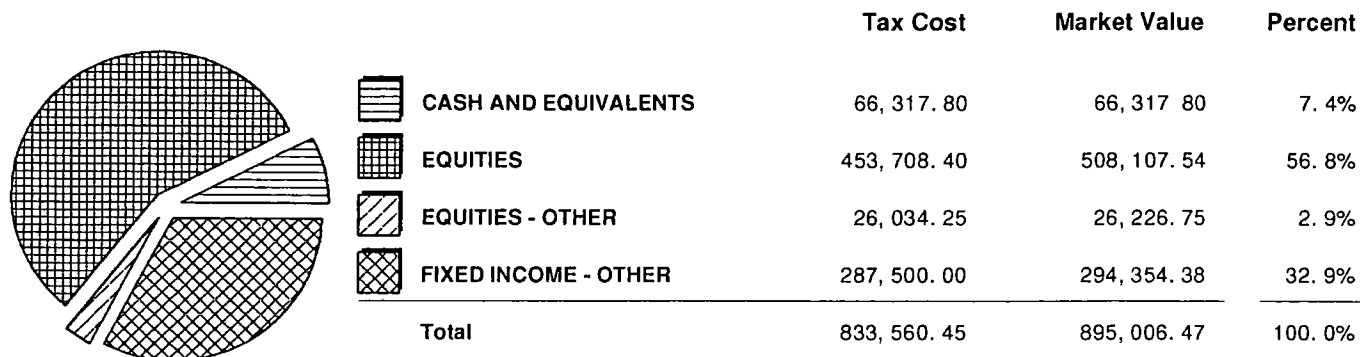 Tax Cost Market Value Percent
CASH AND EQUIVALENTS 66, 317. 80 66, 317 80 7. 4%
EQUITIES 453, 708. 40 508, 107. 54 56. 8%
EQUITIES - OTHER 26, 034. 25 26, 226. 75 2. 9%
FIXED INCOME - OTHER 287, 500. 00 294, 354. 38 32. 9%
Total 833, 560. 45 895, 006. 47 100. 0%